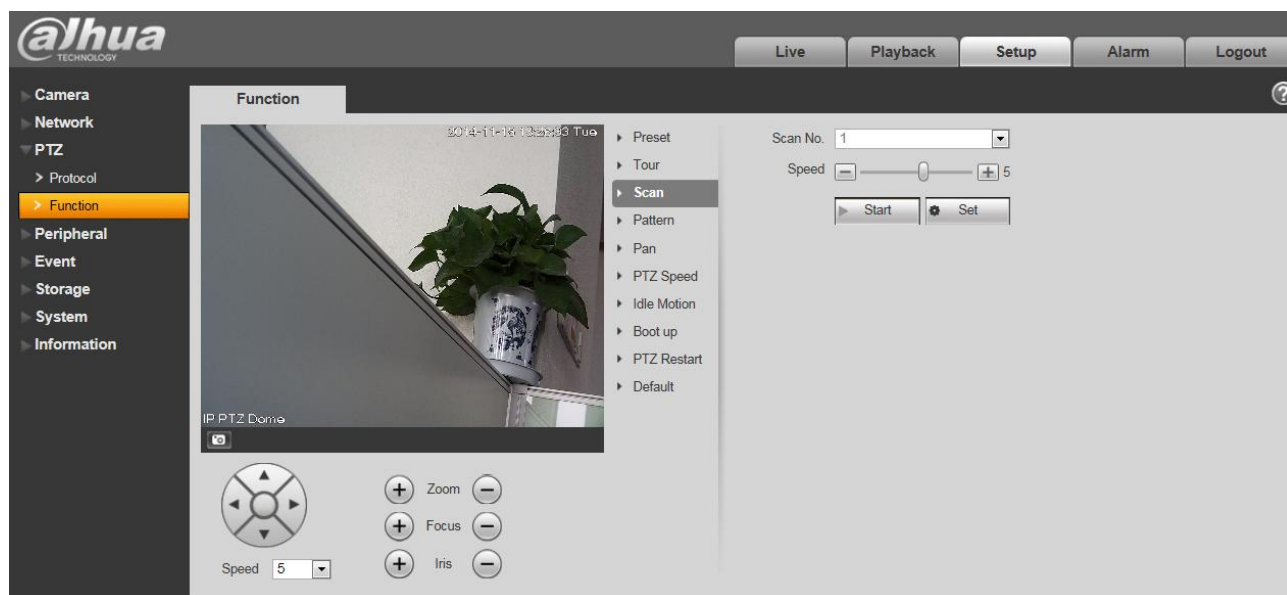 alhua
TECHNOLOGY
Live
Playback
Setup
Alarm
Logout
Camera
Network
PTZ
> Protocol
> Function
Peripheral
Event
Storage
System
Information
Function
?
Tue
IP PTZ Dome
Preset
Tour
Scan
Pattern
Pan
PTZ Speed
Idle Motion
Boot up
PTZ Restart
Default
Scan No. 1
Speed 5
Start
Set
Zoom
Focus
Iris
Speed 5